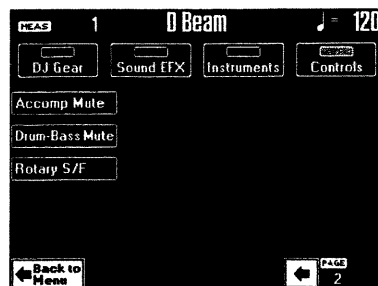 MEAS 1 D Beam ♩= 120
DJ Gear Sound EFX Instruments Controls
Accomp Mute
Drum-Bass Mute
Rotary S/F
Back to
Menu
PAGE
2